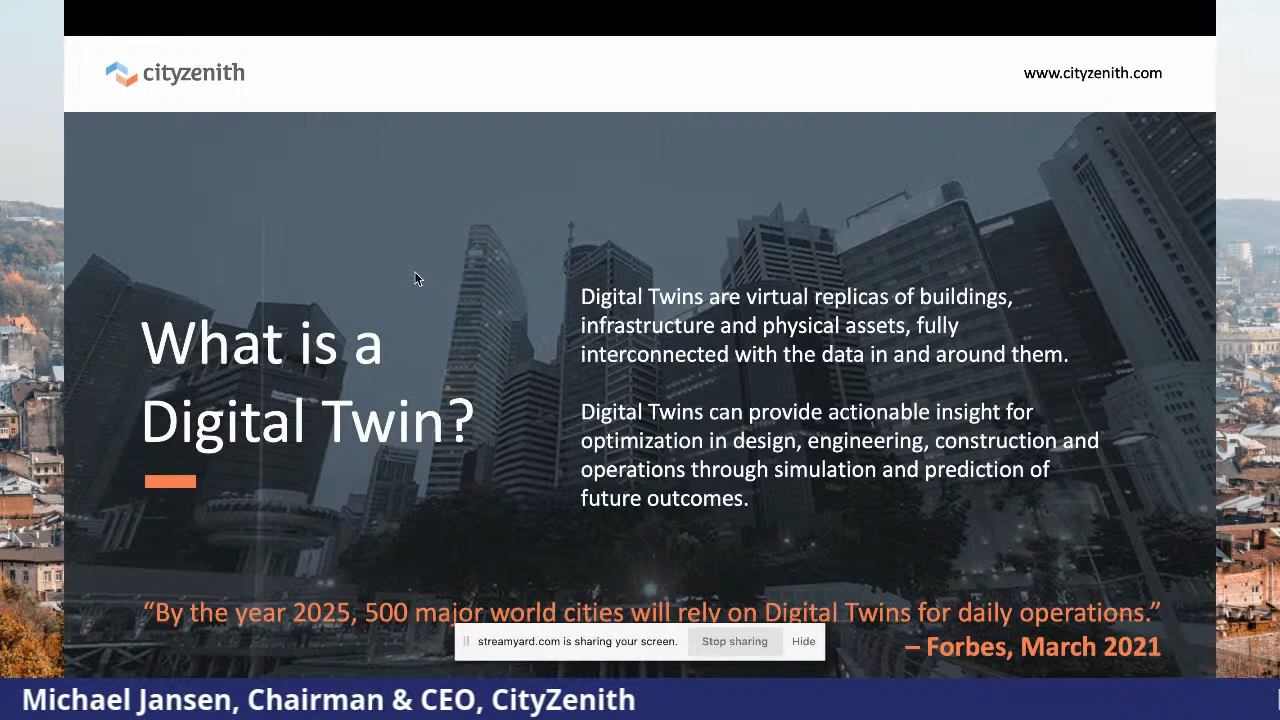 cityzenith
www.cityzenith.com
What is a
Digital Twin?
Digital Twins are virtual replicas of buildings,
infrastructure and physical assets, fully
interconnected with the data in and around them.
Digital Twins can provide actionable insight for
optimization in design, engineering, construction and
operations through simulation and prediction of
future outcomes.
“By the year 2025, 500 major world cities will rely on Digital Twins for daily operations.”
– Forbes, March 2021
streamyard.com is sharing your screen. Stop sharing Hide
Michael Jansen, Chairman & CEO, CityZenith